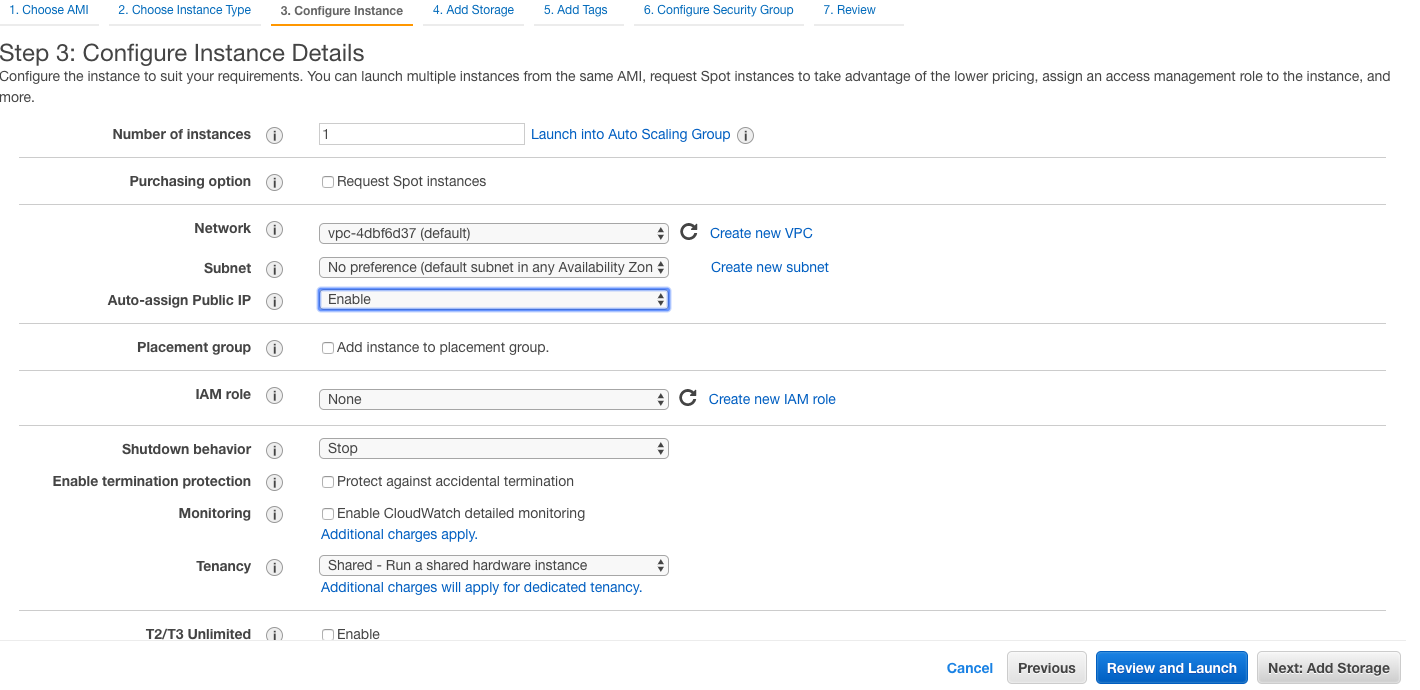 1. Choose AMI 2. Choose Instance Type 3. Configure Instance 4. Add Storage 5. Add Tags 6. Configure Security Group 7. Review
Step 3: Configure Instance Details
Configure the instance to suit your requirements. You can launch multiple instances from the same AMI, request Spot instances to take advantage of the lower pricing, assign an access management role to the instance, and
more.
Number of instances i 1 Launch into Auto Scaling Group i
Purchasing option i Request Spot instances
Network i vpc-4dbf6d37 (default) Create new VPC
Subnet i No preference (default subnet in any Availability Zon Create new subnet
Auto-assign Public IP i Enable
Placement group i Add instance to placement group.
IAM role i None Create new IAM role
Shutdown behavior i Stop
Enable termination protection i Protect against accidental termination
Monitoring i Enable CloudWatch detailed monitoring
Additional charges apply.
Tenancy i Shared - Run a shared hardware instance
Additional charges will apply for dedicated tenancy.
T2/T3 Unlimited i Enable
Cancel Previous Review and Launch Next: Add Storage